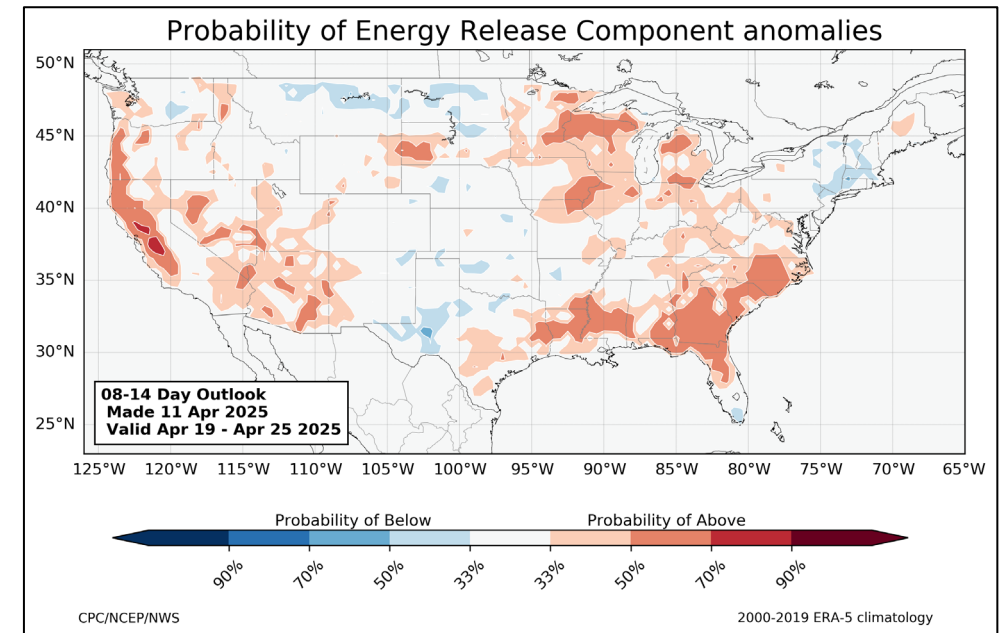 Probability of Energy Release Component anomalies
50°N
45°N
40°N
35°N
30°N
25°N
08-14 Day Outlook
Made 11 Apr 2025
Valid Apr 19 - Apr 25 2025
125°W 120°W 115°W 110°W 105°W 100°W 95°W 90°W 85°W 80°W 75°W 70°W 65°W
Probability of Below Probability of Above
90% 70% 50% 33% 33% 50% 70% 90%
CPC/NCEP/NWS 2000-2019 ERA-5 climatology